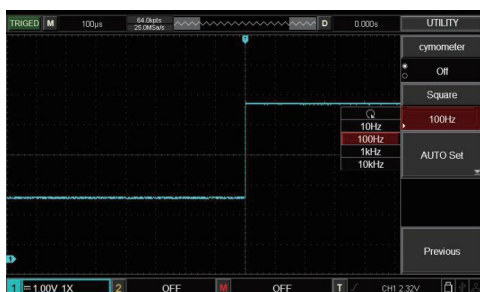 TRIGED M 100μs 64.0kpts D 0.000s UTILITY
25.0MSa/s
T
cymometer
Off
Square
100Hz
10Hz
100Hz
1kHz
10kHz
AUTO Set
Previous
1
1 1.00V 1X 2 OFF M OFF T CH1 2.32V